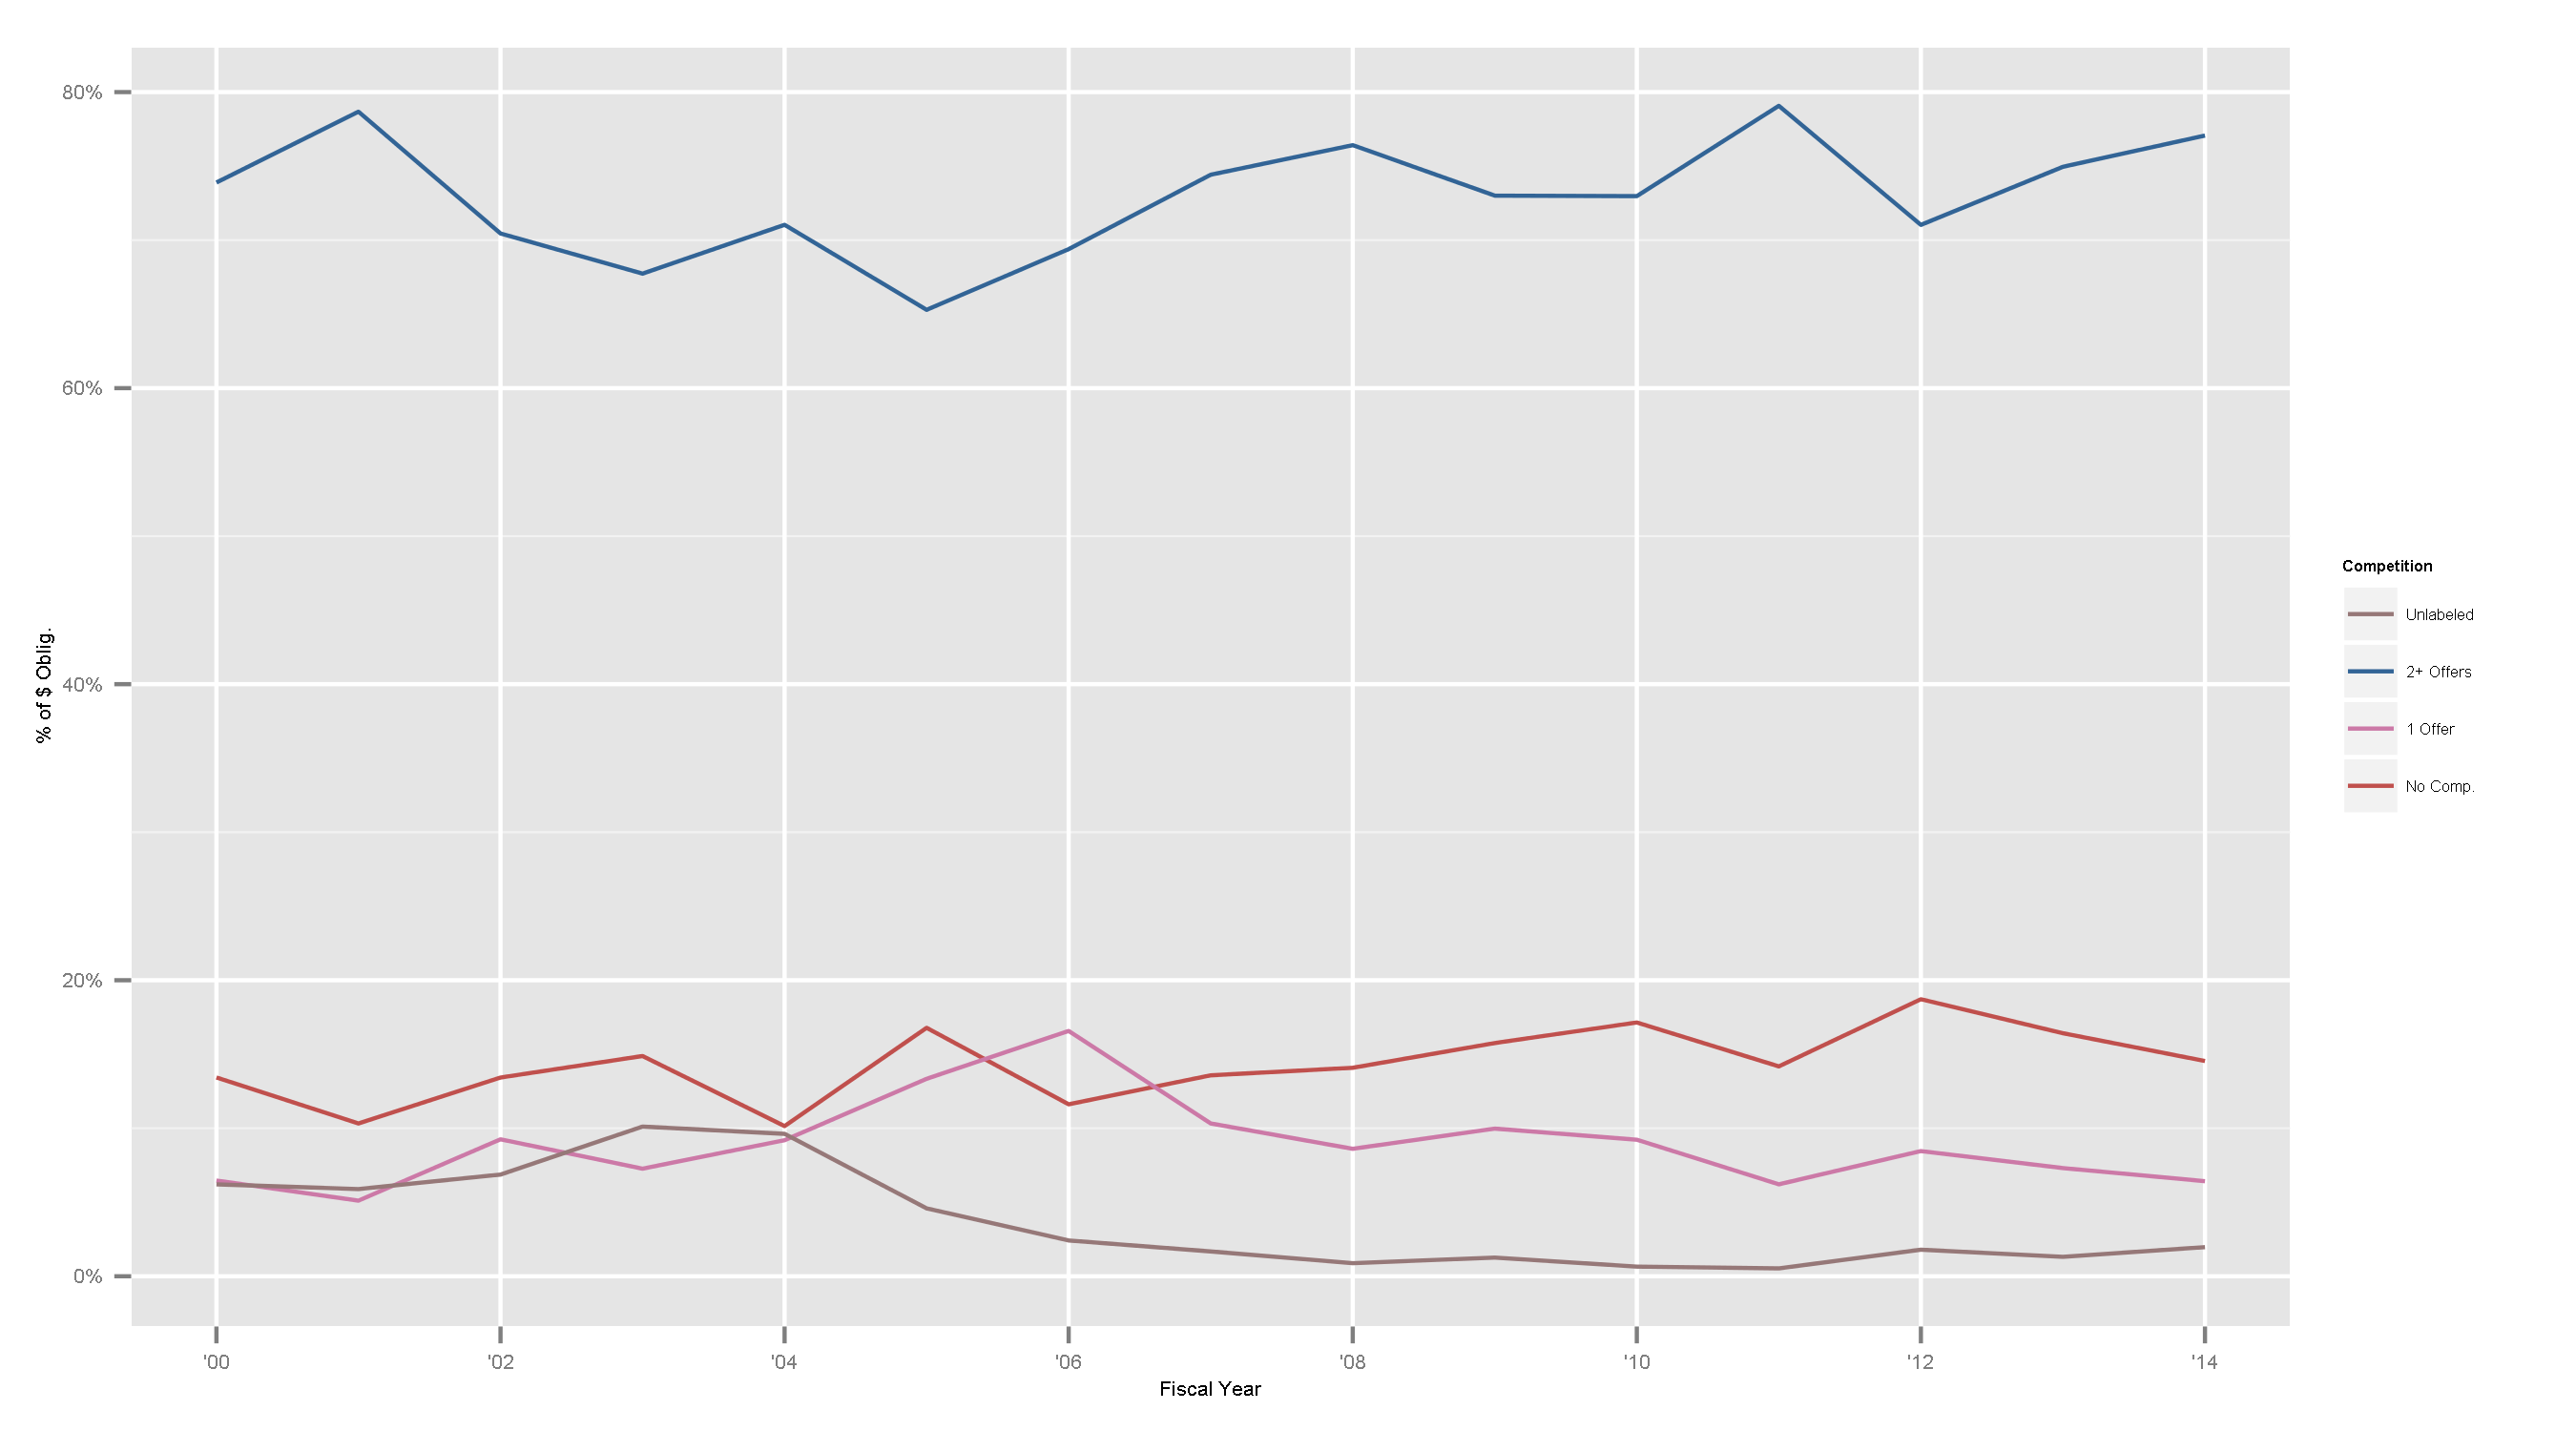 80%
60%
40%
20%
0%
% of $ Oblig.
'00 '02 '04 '06 '08 '10 '12 '14
Fiscal Year
Competition
Unlabeled
2+ Offers
1 Offer
No Comp.